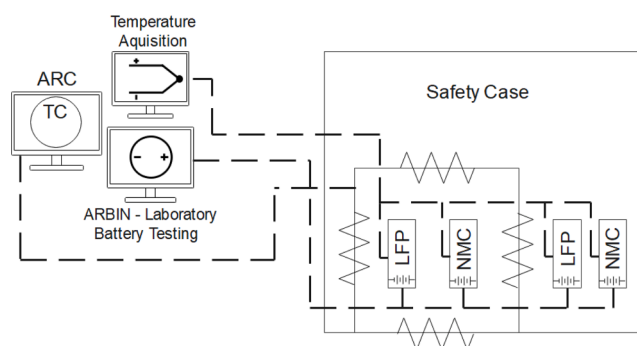 Temperature
Aquisition
ARC
TC
Safety Case
ARBIN - Laboratory
Battery Testing
LFP
NMC
LFP
NMC